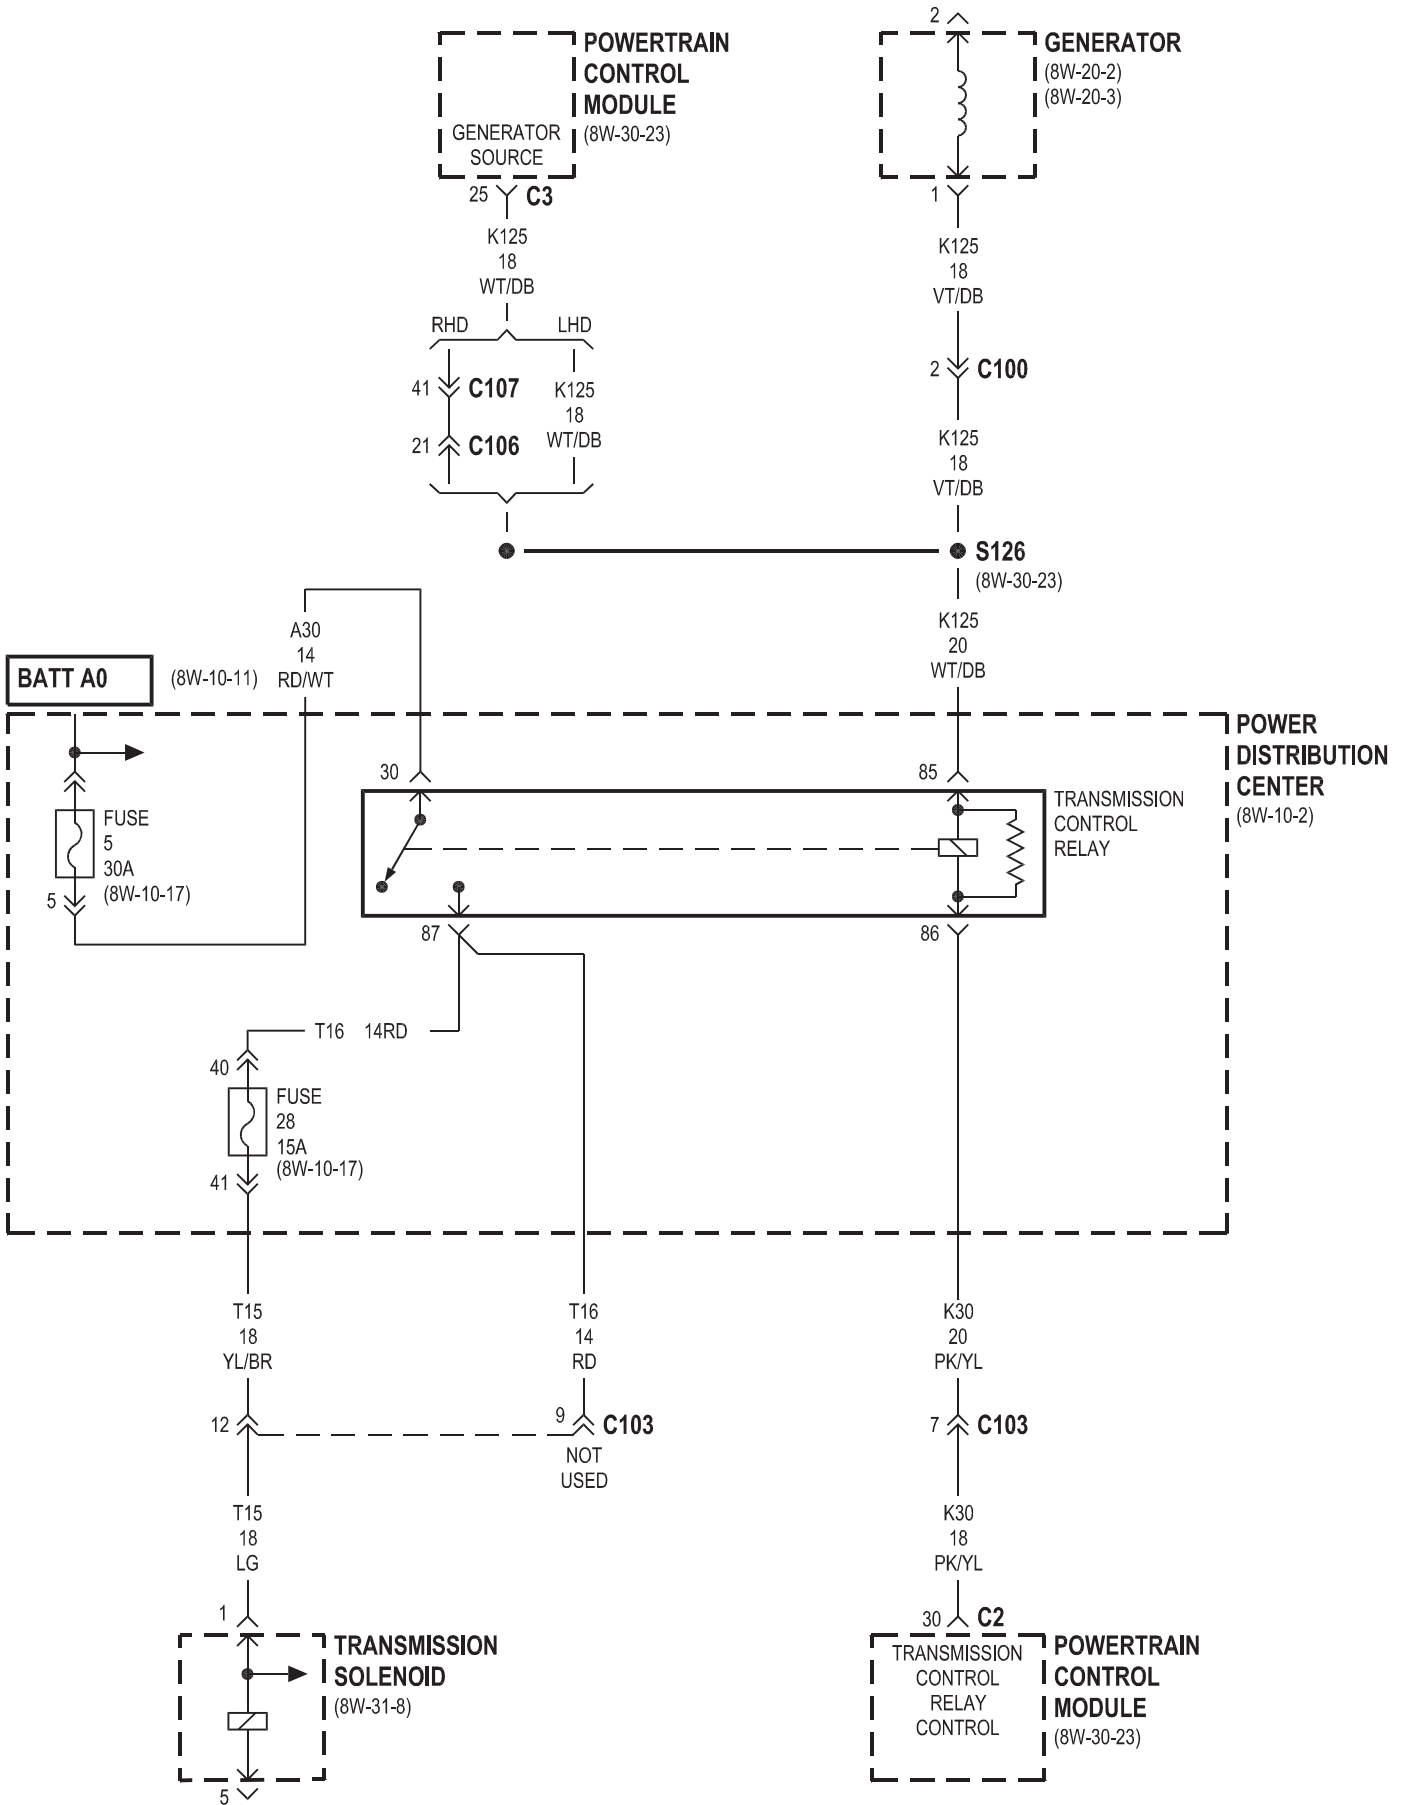 2
POWERTRAIN
CONTROL
MODULE
(8W-30-23)
GENERATOR
SOURCE
GENERATOR
(8W-20-2)
(8W-20-3)
25
C3
1
K125
18
WT/DB
K125
18
VT/DB
RHD
LHD
41
C107
K125
18
WT/DB
21
C106
2
C100
K125
18
VT/DB
S126
(8W-30-23)
A30
14
RD/WT
K125
20
WT/DB
BATT A0
(8W-10-11)
POWER
DISTRIBUTION
CENTER
(8W-10-2)
30
85
TRANSMISSION
CONTROL
RELAY
FUSE
5
30A
(8W-10-17)
5
87
86
T16 14RD
40
FUSE
28
15A
(8W-10-17)
41
T15
18
YL/BR
T16
14
RD
K30
20
PK/YL
12
9
C103
NOT
USED
7
C103
T15
18
LG
K30
18
PK/YL
1
30
C2
TRANSMISSION
SOLENOID
(8W-31-8)
TRANSMISSION
CONTROL
RELAY
CONTROL
POWERTRAIN
CONTROL
MODULE
(8W-30-23)
5